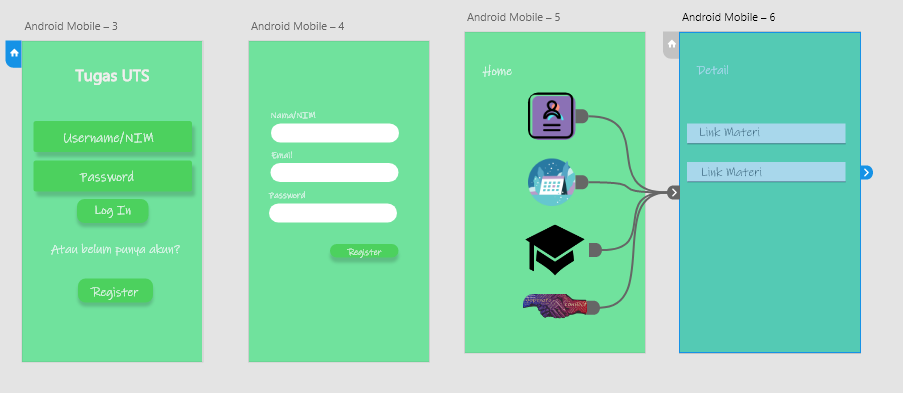 Android Mobile – 3
Tugas UTS
Username/NIM
Password
Log In
Atau belum punya akun?
Register
Android Mobile – 4
Nama/NIM
Email
Password
Register
Android Mobile – 5
Home
Android Mobile – 6
Detail
Link Materi
Link Materi